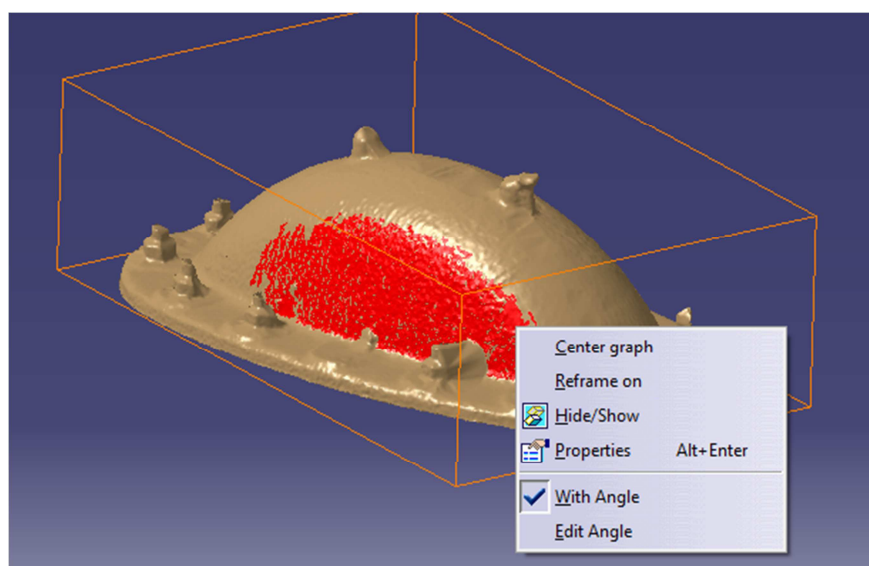 Center graph
Reframe on
Hide/Show
Properties Alt+Enter
With Angle
Edit Angle